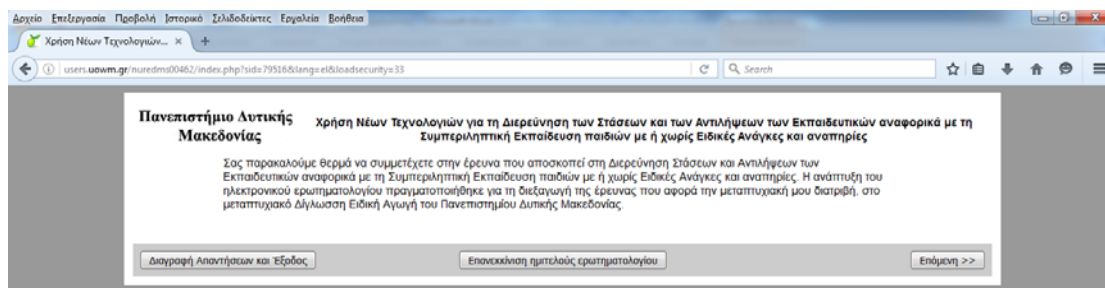 Αρχείο Επεξεργασία Προβολή Ιστορικό Σελιδοδείκτες Εργαλεία Βοήθεια
Χρήση Νέων Τεχνολογιών... × +
users.uowm.gr/nuredms00462/index.php?sid=79516&lang=el&loadsecurity=33 Search
Πανεπιστήμιο Δυτικής
Μακεδονίας
Χρήση Νέων Τεχνολογιών για τη Διερεύνηση των Στάσεων και των Αντιλήψεων των Εκπαιδευτικών αναφορικά με τη
Συμπεριληπτική Εκπαίδευση παιδιών με ή χωρίς Ειδικές Ανάγκες και αναπηρίες
Σας παρακαλούμε θερμά να συμμετέχετε στην έρευνα που αποσκοπεί στη Διερεύνηση Στάσεων και Αντιλήψεων των
Εκπαιδευτικών αναφορικά με τη Συμπεριληπτική Εκπαίδευση παιδιών με ή χωρίς Ειδικές Ανάγκες και αναπηρίες. Η ανάπτυξη του
ηλεκτρονικού ερωτηματολογίου πραγματοποιήθηκε για τη διεξαγωγή της έρευνας που αφορά την μεταπτυχιακή μου διατριβή, στο
μεταπτυχιακό Δίγλωσση Ειδική Αγωγή του Πανεπιστημίου Δυτικής Μακεδονίας.
Διαγραφή Απαντήσεων και Έξοδος Επανεκκίνιση ημιτελούς ερωτηματολογίου Επόμενη >>